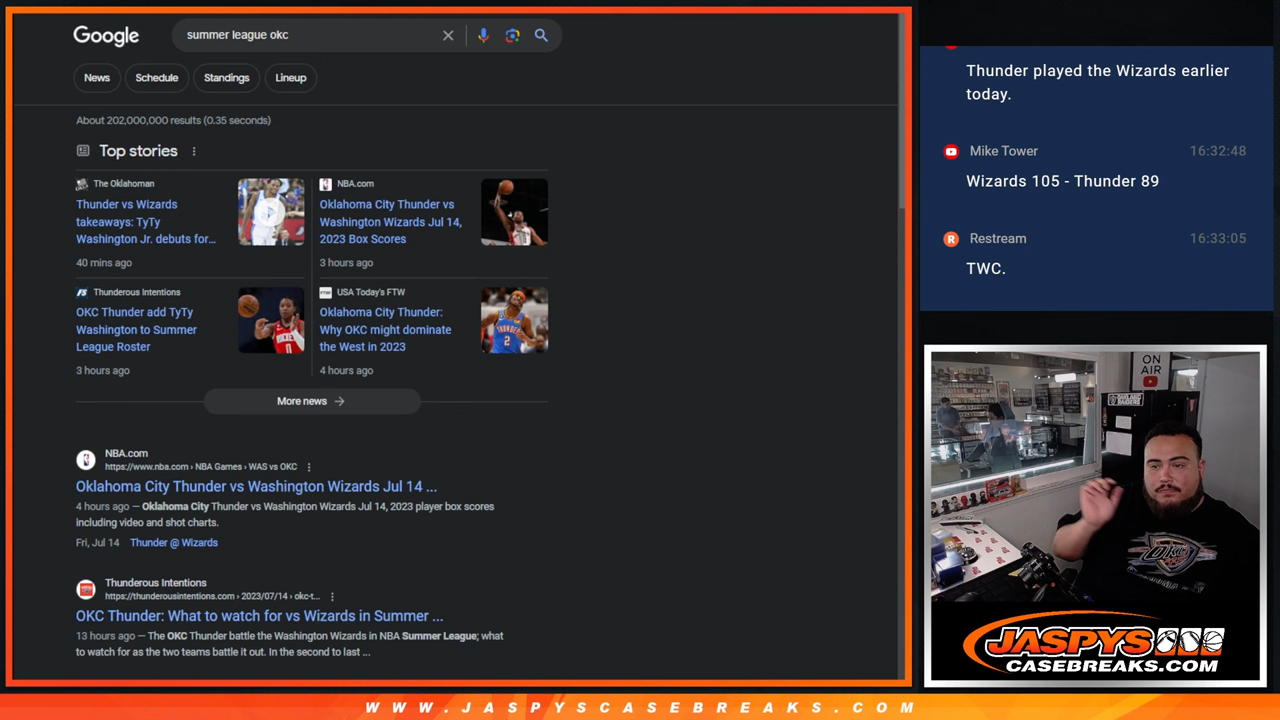 Google
summer league okc
News
Schedule
Standings
Lineup
About 202,000,000 results (0.35 seconds)
Top stories
The Oklahoman
Thunder vs Wizards
takeaways: TyTy
Washington Jr. debuts for...
40 mins ago
NBA.com
Oklahoma City Thunder vs
Washington Wizards Jul 14,
2023 Box Scores
3 hours ago
Thunderous Intentions
OKC Thunder add TyTy
Washington to Summer
League Roster
3 hours ago
USA Today's FTW
Oklahoma City Thunder:
Why OKC might dominate
the West in 2023
4 hours ago
More news
NBA.com
https://www.nba.com › NBA Games › WAS vs OKC
Oklahoma City Thunder vs Washington Wizards Jul 14 ...
4 hours ago — Oklahoma City Thunder vs Washington Wizards Jul 14, 2023 player box scores
including video and shot charts.
Fri, Jul 14 Thunder @ Wizards
Thunderous Intentions
https://thunderousintentions.com › 2023/07/14 › okc-t...
OKC Thunder: What to watch for vs Wizards in Summer ...
13 hours ago — The OKC Thunder battle the Washington Wizards in NBA Summer League; what
to watch for as the two teams battle it out. In the second to last ...
Thunder played the Wizards earlier
today.
Mike Tower 16:32:48
Wizards 105 - Thunder 89
Restream 16:33:05
TWC.
ON
AIR
OKC
JASPYS
CASEBREAKS.COM
WWW.JASPYSCASEBREAKS.COM